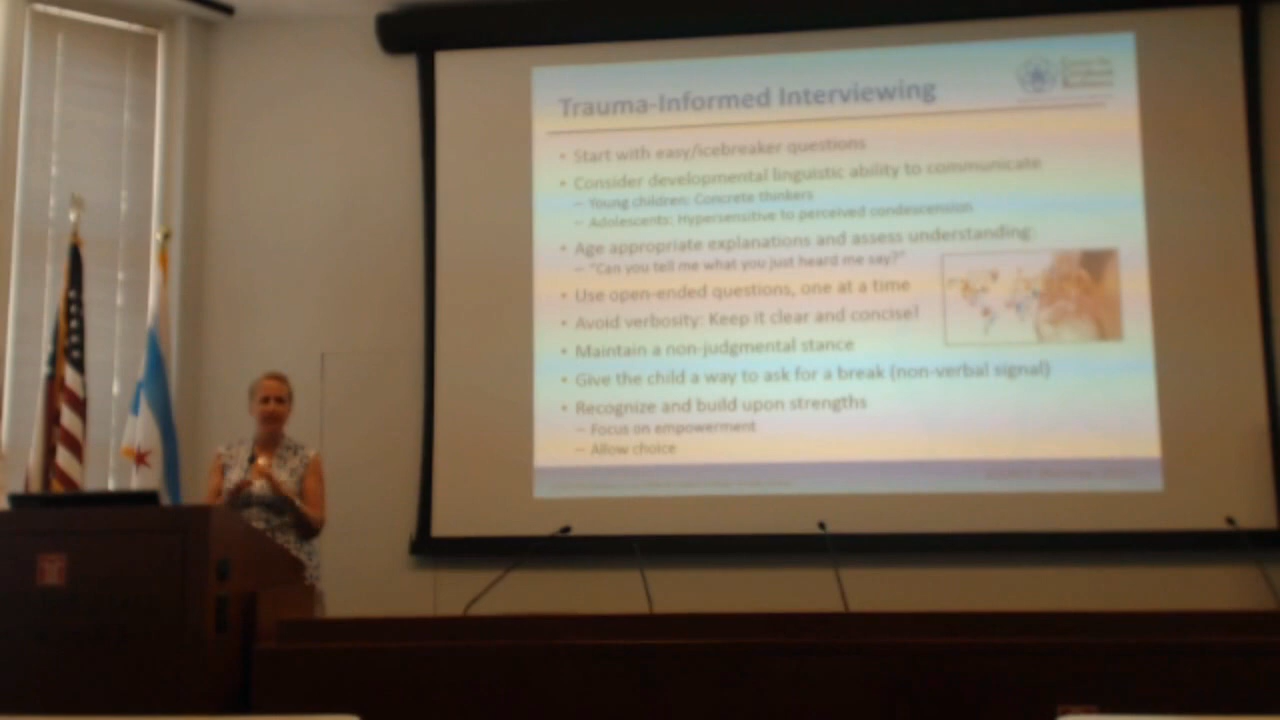 Trauma-Informed Interviewing
• Start with easy/icebreaker questions
• Consider developmental linguistic ability to communicate
– Young children: Concrete thinkers
– Adolescents: Hypersensitive to perceived condescension
• Age appropriate explanations and assess understanding
– "Can you tell me what you just heard me say?"
• Use open-ended questions, one at a time
• Avoid verbosity: Keep it clear and concise!
• Maintain a non-judgmental stance
• Give the child a way to ask for a break (non-verbal signal)
• Recognize and build upon strengths
– Focus on empowerment
– Allow choice